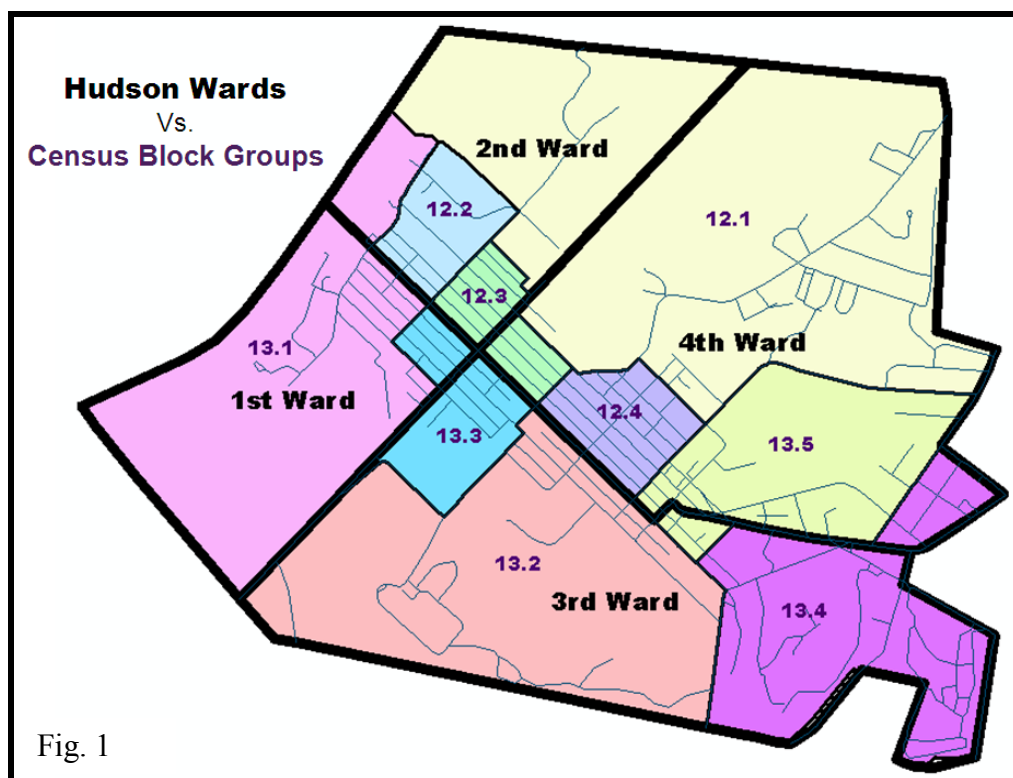 Hudson Wards
Vs.
Census Block Groups
2nd Ward
12.2
12.1
12.3
13.1
4th Ward
1st Ward
12.4
13.3
13.5
13.2
3rd Ward
13.4
Fig. 1